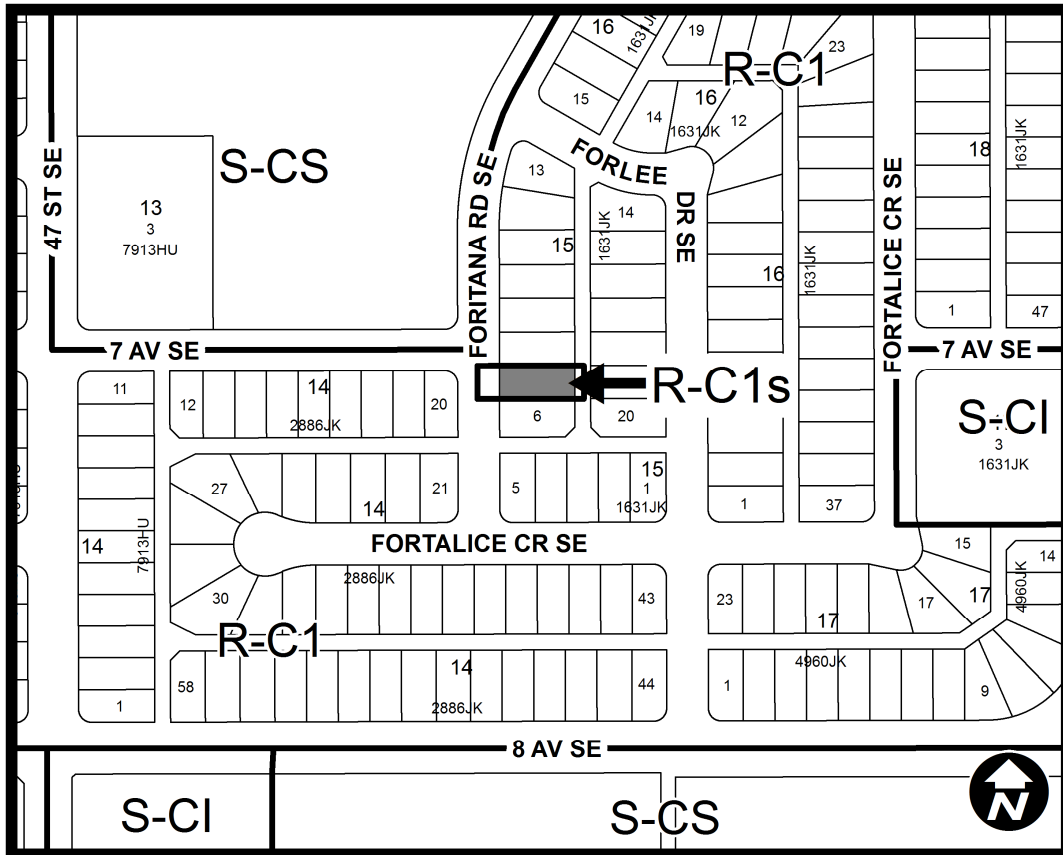 16
1631JK
19
R-C1
23
15
16
14
1631JK
12
18
1631JK
S-CS
13
3
7913HU
47 ST SE
FORITANA RD SE
FORLEE
DR SE
13
14
15
1631JK
16
1631JK
FORTALICE CR SE
1
47
7 AV SE
7 AV SE
11
12
14
2886JK
20
R-C1s
6
20
S-CI
3
1631JK
27
14
21
5
15
1
1631JK
1
37
14
7913HU
FORTALICE CR SE
2886JK
15
14
4960JK
30
43
23
17
17
17
R-C1
58
14
2886JK
44
1
4960JK
9
1
8 AV SE
S-CI
S-CS
N